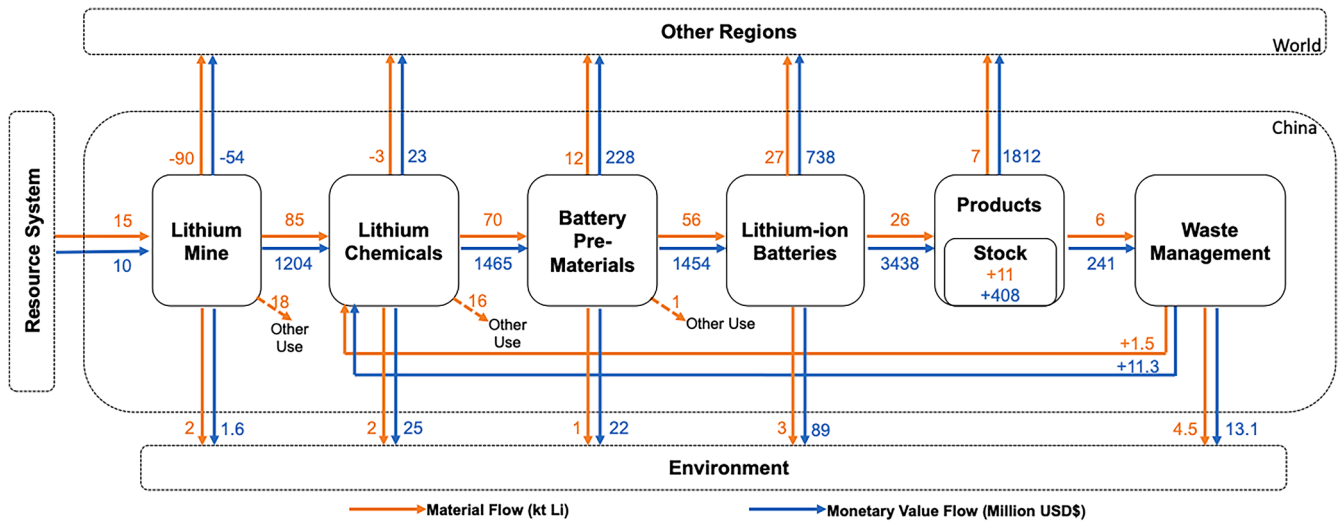 Other Regions
World
China
Resource System
-90
-54
-3
23
12
228
27
738
7
1812
15
10
Lithium
Mine
85
1204
Lithium
Chemicals
70
1465
Battery
Pre-
Materials
56
1454
Lithium-ion
Batteries
26
3438
Products
Stock
+11
+408
6
241
Waste
Management
18
Other
Use
16
Other
Use
1
Other Use
+1.5
+11.3
2
1.6
2
25
1
22
3
89
4.5
13.1
Environment
Material Flow (kt Li)
Monetary Value Flow (Million USD$)